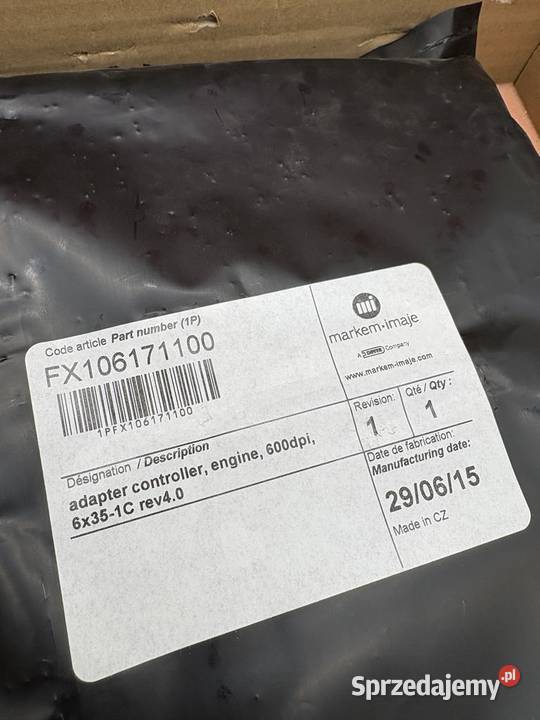 Code article Part number (1P)
FX106171100
1PFX106171100
Désignation / Description
adapter controller, engine, 600dpi,
6x35-1C rev4.0
markem·imaje
A DOVER Company
www.markem-imaje.com
Revision:
1
Qté / Qty :
1
Date de fabrication:
Manufacturing date:
29/06/15
Made in CZ
Sprzedajemy.pl